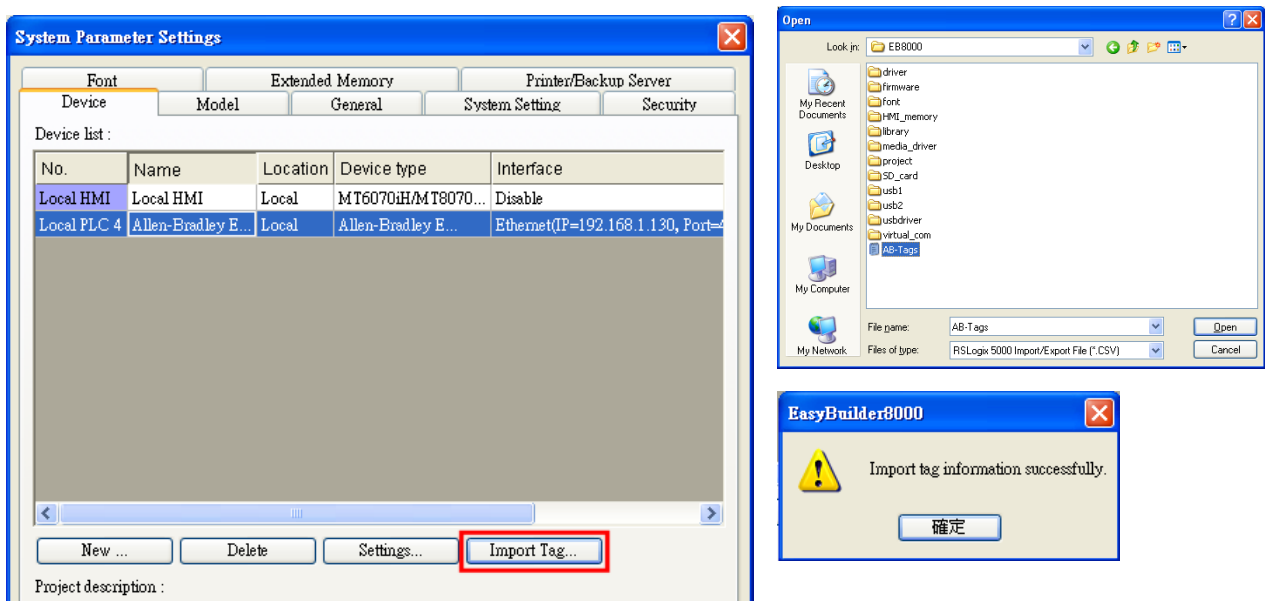 System Parameter Settings
Font Extended Memory Printer/Backup Server
Device Model General System Setting Security
Device list :
No. Name Location Device type Interface
Local HMI Local HMI Local MT6070iH/MT8070... Disable
Local PLC 4 Allen-Bradley E... Local Allen-Bradley E... Ethernet(IP=192.168.1.130, Port=4
New ... Delete Settings... Import Tag...
Project description :
Open
Look in: EB8000
My Recent Documents
Desktop
My Documents
My Computer
My Network
driver
firmware
font
HMI_memory
library
media_driver
project
SD_card
usb1
usb2
usbdriver
virtual_com
AB-Tags
File name: AB-Tags Open
Files of type: RSLogix 5000 Import/Export File (*.CSV) Cancel
EasyBuilder8000
Import tag information successfully.
確定